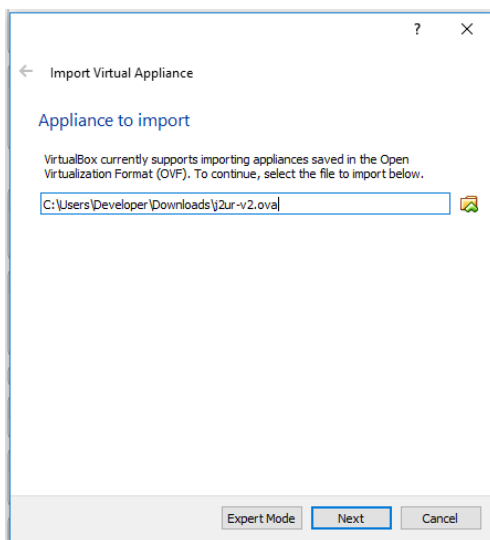 ?
Import Virtual Appliance
Appliance to import
VirtualBox currently supports importing appliances saved in the Open
Virtualization Format (OVF). To continue, select the file to import below.
C:\Users\Developer\Downloads\j2ur-v2.ova
Expert Mode Next Cancel